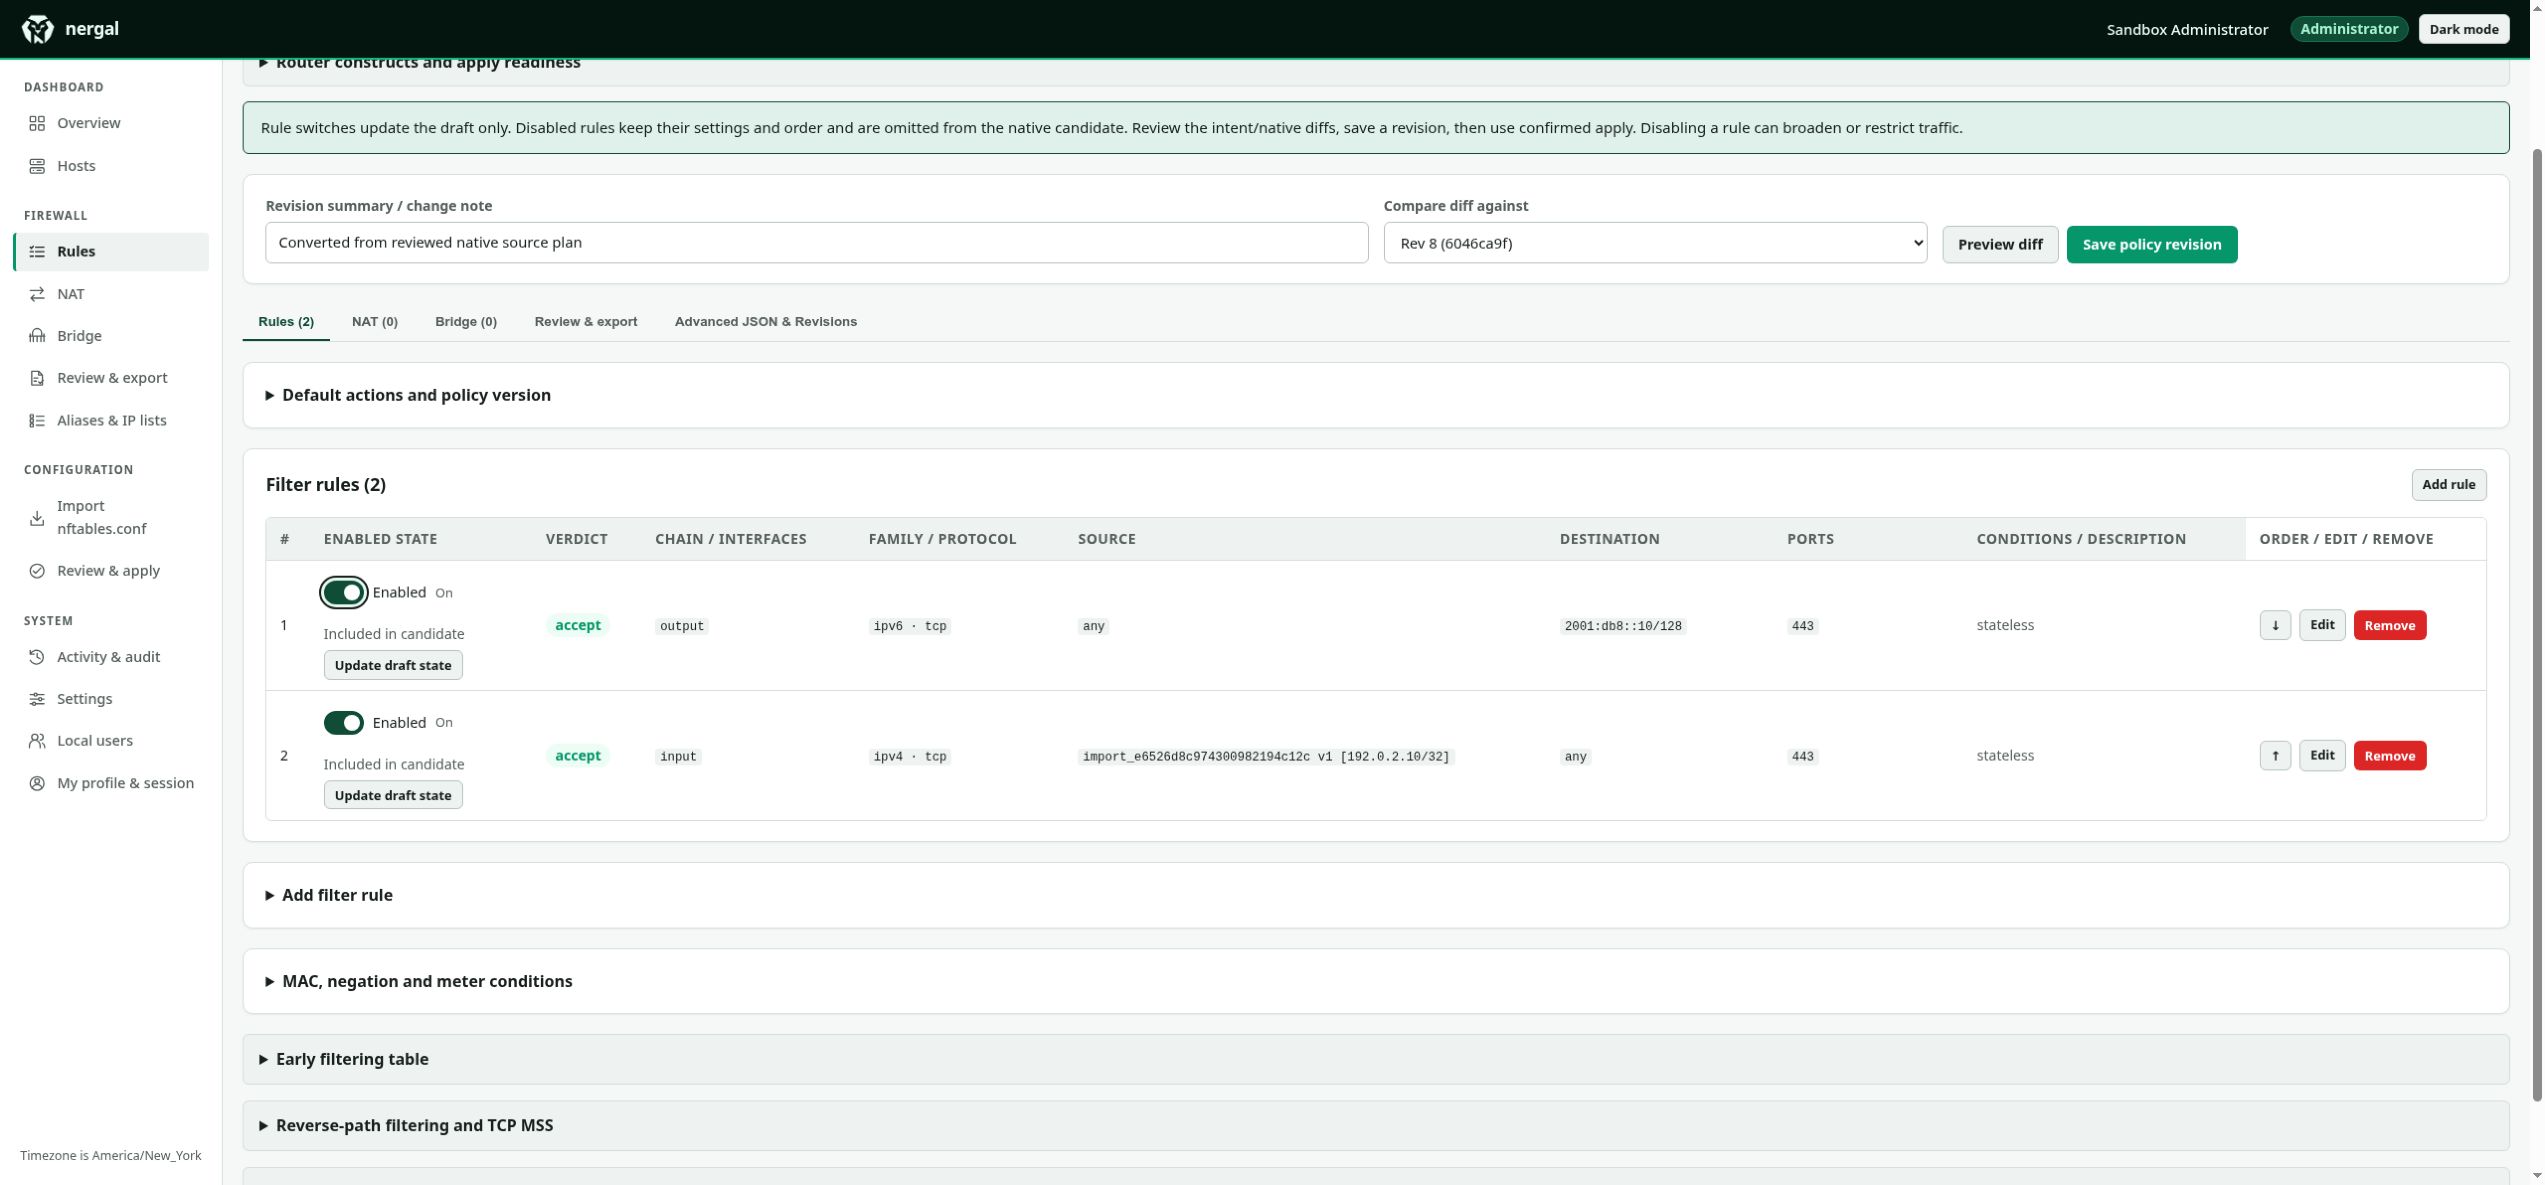 nergal
Sandbox Administrator
Administrator
Dark mode
DASHBOARD
Overview
Hosts
FIREWALL
Rules
NAT
Bridge
Review & export
Aliases & IP lists
CONFIGURATION
Import
nftables.conf
Review & apply
SYSTEM
Activity & audit
Settings
Local users
My profile & session
Timezone is America/New_York
Router constructs and apply readiness
Rule switches update the draft only. Disabled rules keep their settings and order and are omitted from the native candidate. Review the intent/native diffs, save a revision, then use confirmed apply. Disabling a rule can broaden or restrict traffic.
Revision summary / change note
Converted from reviewed native source plan
Compare diff against
Rev 8 (6046ca9f)
Preview diff
Save policy revision
Rules (2)
NAT (0)
Bridge (0)
Review & export
Advanced JSON & Revisions
Default actions and policy version
Filter rules (2)
Add rule
# ENABLED STATE VERDICT CHAIN / INTERFACES FAMILY / PROTOCOL SOURCE DESTINATION PORTS CONDITIONS / DESCRIPTION ORDER / EDIT / REMOVE
Enabled On
1 Included in candidate accept output ipv6 · tcp any 2001:db8::10/128 443 stateless ↓ Edit Remove
Update draft state
Enabled On
2 Included in candidate accept input ipv4 · tcp import_e6526d8c974300982194c12c v1 [192.0.2.10/32] any 443 stateless ↑ Edit Remove
Update draft state
Add filter rule
MAC, negation and meter conditions
Early filtering table
Reverse-path filtering and TCP MSS